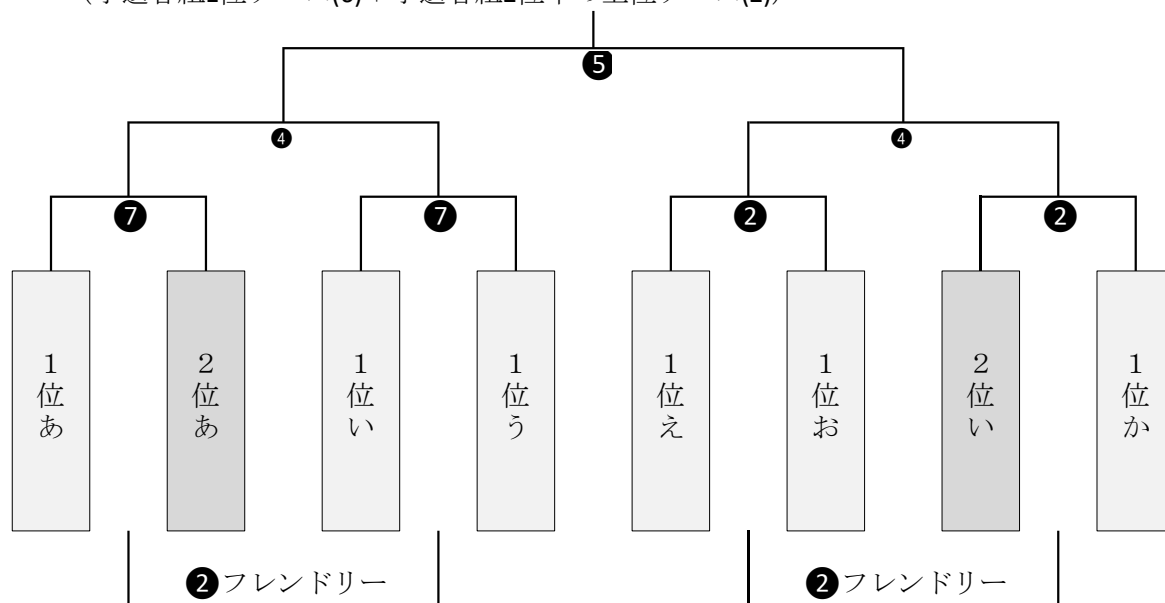 ❺
❹ ❹
❼ ❼ ❷ ❷
1位あ
2位あ
1位い
1位う
1位え
1位お
2位い
1位か
❷フレンドリー ❷フレンドリー